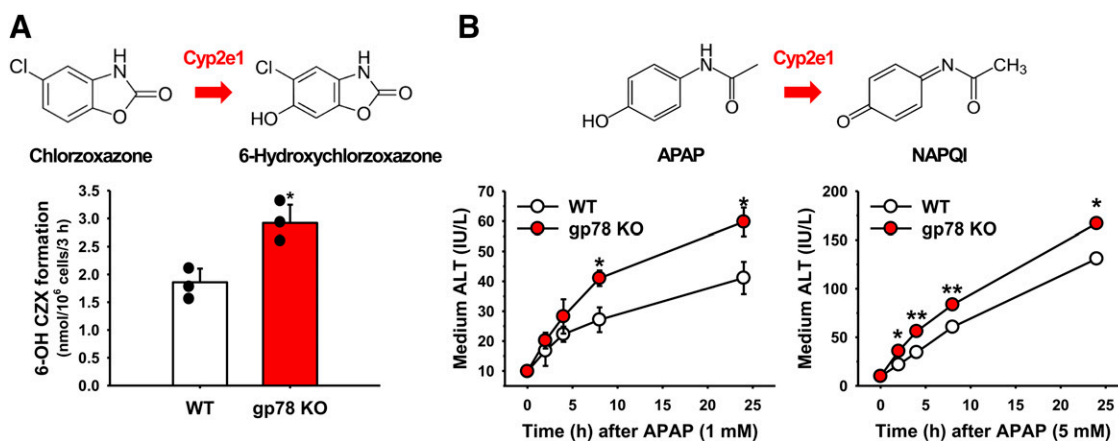 A
Cl
H
N
O
O
Cyp2e1
Cl
HO
H
N
O
O
Chlorzoxazone
6-Hydroxychlorzoxazone
6-OH CZX formation
(nmol/10⁶ cells/3 h)
3.5
3.0
2.5
2.0
1.5
1.0
0.5
0.0
*
WT
gp78 KO
B
H
N
O
HO
Cyp2e1
N
CH₃
O
O
APAP
NAPQI
Medium ALT (IU/L)
70
60
50
40
30
20
10
WT
gp78 KO
*
*
0 5 10 15 20 25
Time (h) after APAP (1 mM)
Medium ALT (IU/L)
200
150
100
50
0
WT
gp78 KO
*
**
**
*
0 5 10 15 20 25
Time (h) after APAP (5 mM)